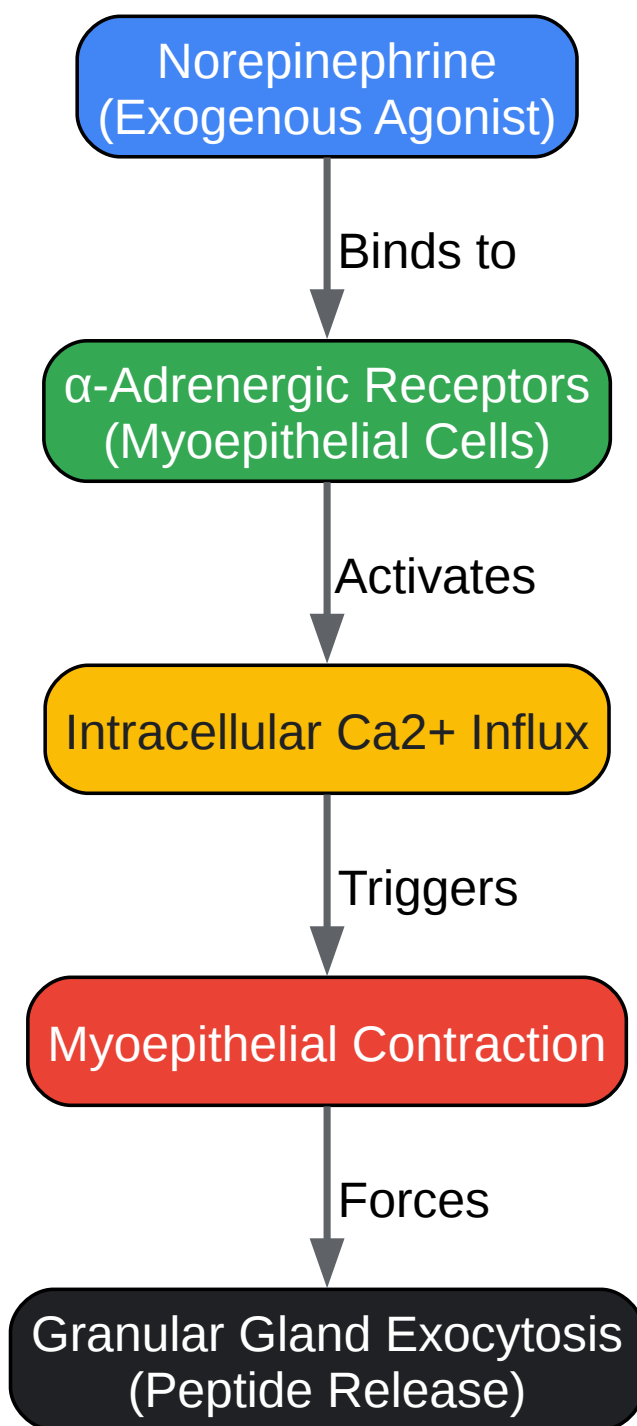 Norepinephrine
(Exogenous Agonist)
Binds to
α-Adrenergic Receptors
(Myoepithelial Cells)
Activates
Intracellular Ca2+ Influx
Triggers
Myoepithelial Contraction
Forces
Granular Gland Exocytosis
(Peptide Release)